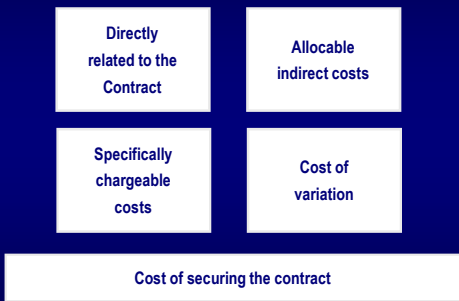 Directly
related to the
Contract
Allocable
indirect costs
Specifically
chargeable
costs
Cost of
variation
Cost of securing the contract